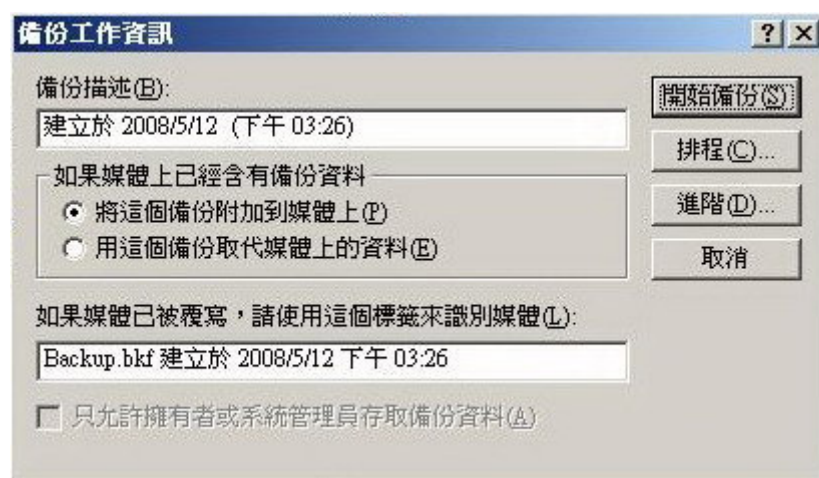 備份工作資訊
備份描述(B):
建立於 2008/5/12 (下午 03:26)
如果媒體上已經含有備份資料
將這個備份附加到媒體上(P)
用這個備份取代媒體上的資料(E)
如果媒體已被覆寫，請使用這個標籤來識別媒體(L):
Backup.bkf 建立於 2008/5/12 下午 03:26
只允許擁有者或系統管理員存取備份資料(A)
開始備份(S)
排程(C)...
進階(D)...
取消